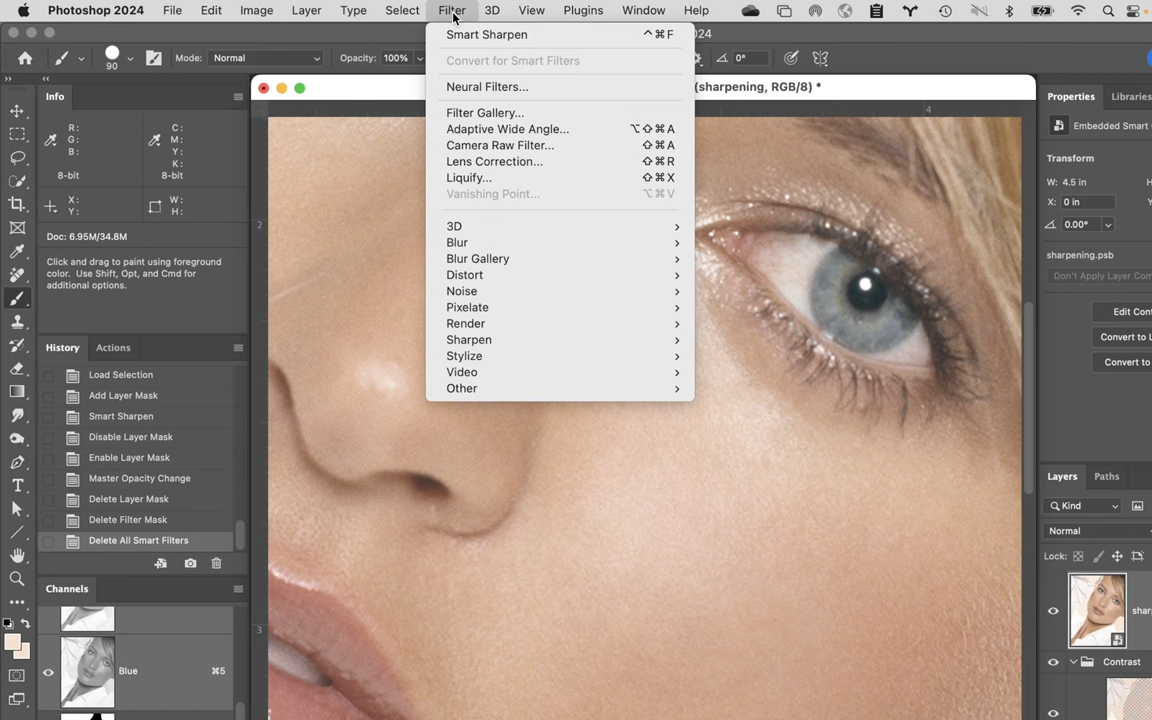 Photoshop 2024 File Edit Image Layer Type Select Filter 3D View Plugins Window Help
2024
90 Mode: Normal Opacity: 100% 0°
(sharpening, RGB/8) *
Info
R: C:
G: M:
B: Y:
K:
8-bit 8-bit
X: W:
Y: H:
Doc: 6.95M/34.8M
Click and drag to paint using foreground
color. Use Shift, Opt, and Cmd for
additional options.
History Actions
Load Selection
Add Layer Mask
Smart Sharpen
Disable Layer Mask
Enable Layer Mask
Master Opacity Change
Delete Layer Mask
Delete Filter Mask
Delete All Smart Filters
Channels
Blue ⌘5
Smart Sharpen ^⌘F
Convert for Smart Filters
Neural Filters...
Filter Gallery...
Adaptive Wide Angle... ⌥⇧⌘A
Camera Raw Filter... ⇧⌘A
Lens Correction... ⇧⌘R
Liquify... ⇧⌘X
Vanishing Point... ⌥⌘V
3D
Blur
Blur Gallery
Distort
Noise
Pixelate
Render
Sharpen
Stylize
Video
Other
2
3
4
Properties Libraries
Embedded Smart
Transform
W: 4.5 in H
X: 0 in Y
0.00°
sharpening.psb
Don't Apply Layer Com
Edit Cont
Convert to L
Convert to
Layers Paths
Kind
Normal
Lock:
shar
Contrast